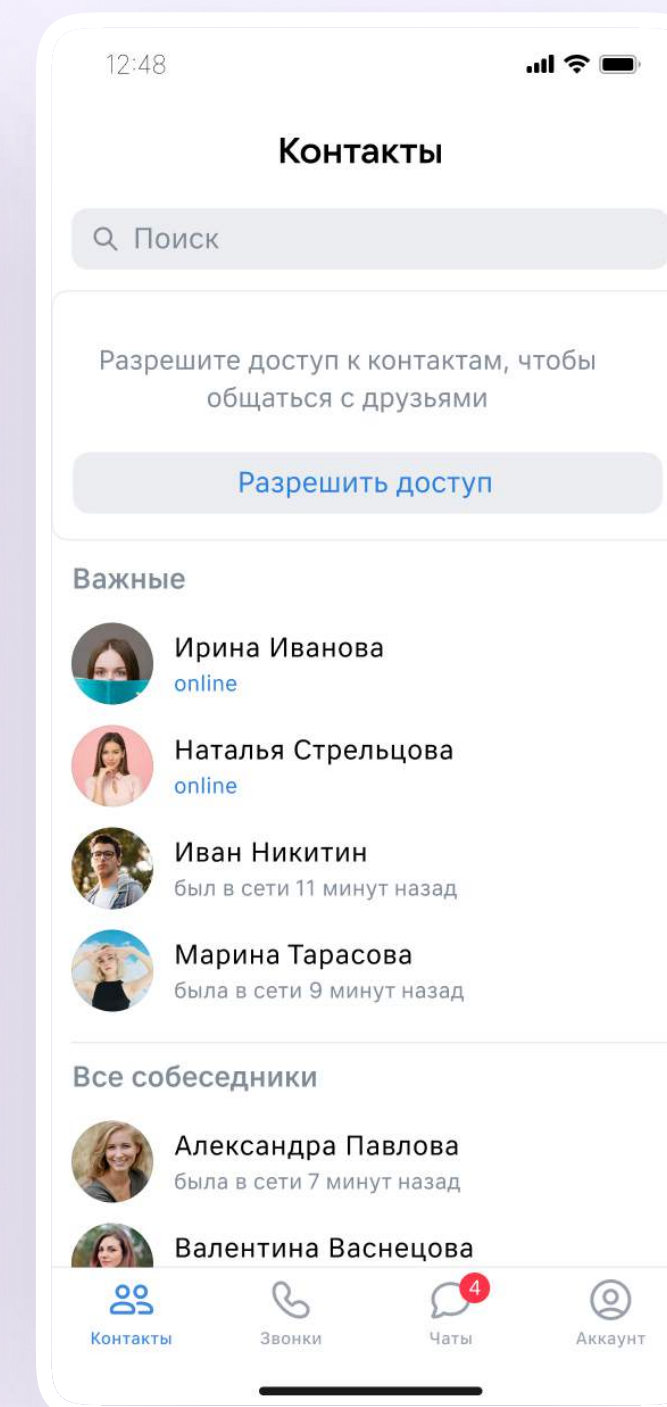 12:48
Контакты
Поиск
Разрешите доступ к контактам, чтобы
общаться с друзьями
Разрешить доступ
Важные
Ирина Иванова
online
Наталья Стрельцова
online
Иван Никитин
был в сети 11 минут назад
Марина Тарасова
была в сети 9 минут назад
Все собеседники
Александра Павлова
была в сети 7 минут назад
Валентина Васнецова
4
Контакты
Звонки
Чаты
Аккаунт